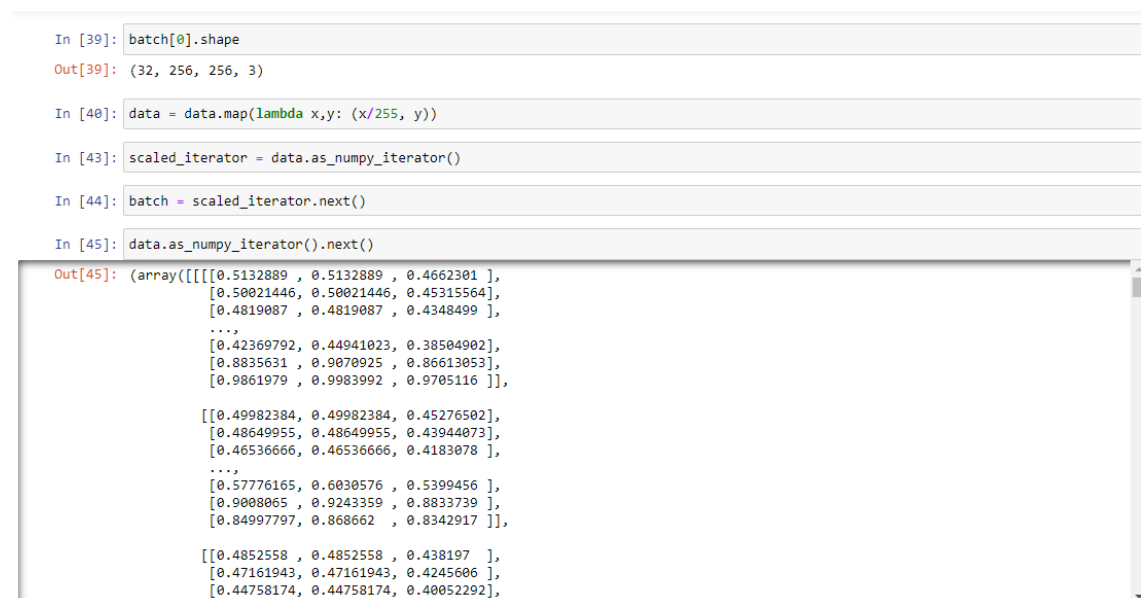 In [39]: batch[0].shape
Out[39]: (32, 256, 256, 3)
In [40]: data = data.map(lambda x,y: (x/255, y))
In [43]: scaled_iterator = data.as_numpy_iterator()
In [44]: batch = scaled_iterator.next()
In [45]: data.as_numpy_iterator().next()
Out[45]: (array([[[[0.5132889 , 0.5132889 , 0.4662301 ],
[0.50021446, 0.50021446, 0.45315564],
[0.4819087 , 0.4819087 , 0.4348499 ],
...,
[0.42369792, 0.44941023, 0.38504902],
[0.8835631 , 0.9070925 , 0.86613053],
[0.9861979 , 0.9983992 , 0.9705116 ]],
[[0.49982384, 0.49982384, 0.45276502],
[0.48649955, 0.48649955, 0.43944073],
[0.46536666, 0.46536666, 0.4183078 ],
...,
[0.57776165, 0.6030576 , 0.5399456 ],
[0.9008065 , 0.9243359 , 0.8833739 ],
[0.84997797, 0.868662  , 0.8342917 ]],
[[0.4852558 , 0.4852558 , 0.438197  ],
[0.47161943, 0.47161943, 0.4245606 ],
[0.44758174, 0.44758174, 0.40052292],